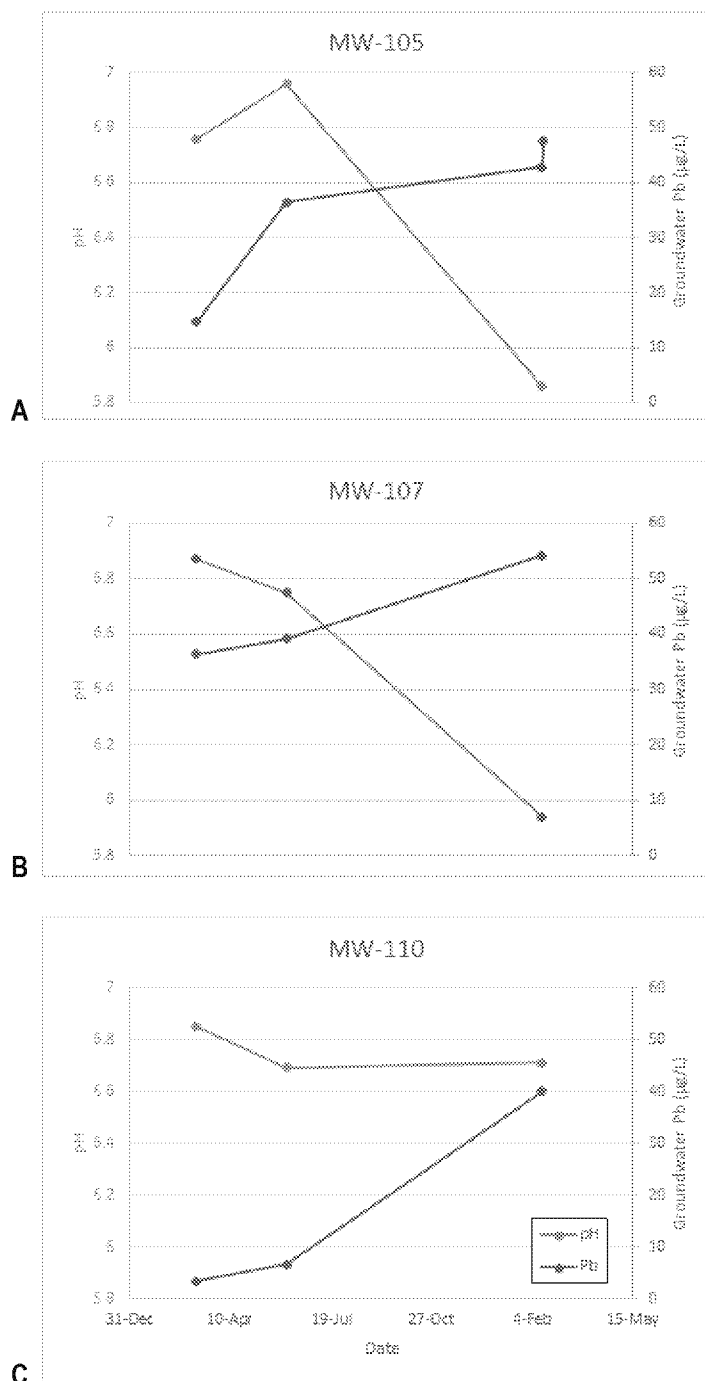 MW-105
7
6.8
6.6
6.4
6.2
6
5.8
pH
60
50
40
30
20
10
0
Groundwater Pb (µg/L)
A
MW-107
7
6.8
6.6
6.4
6.2
6
5.8
pH
60
50
40
30
20
10
0
Groundwater Pb (µg/L)
B
MW-110
7
6.8
6.6
6.4
6.2
6
5.8
pH
60
50
40
30
20
10
0
Groundwater Pb (µg/L)
pH
Pb
31-Dec 10-Apr 19-Jul 27-Oct 4-Feb 15-May
Date
C